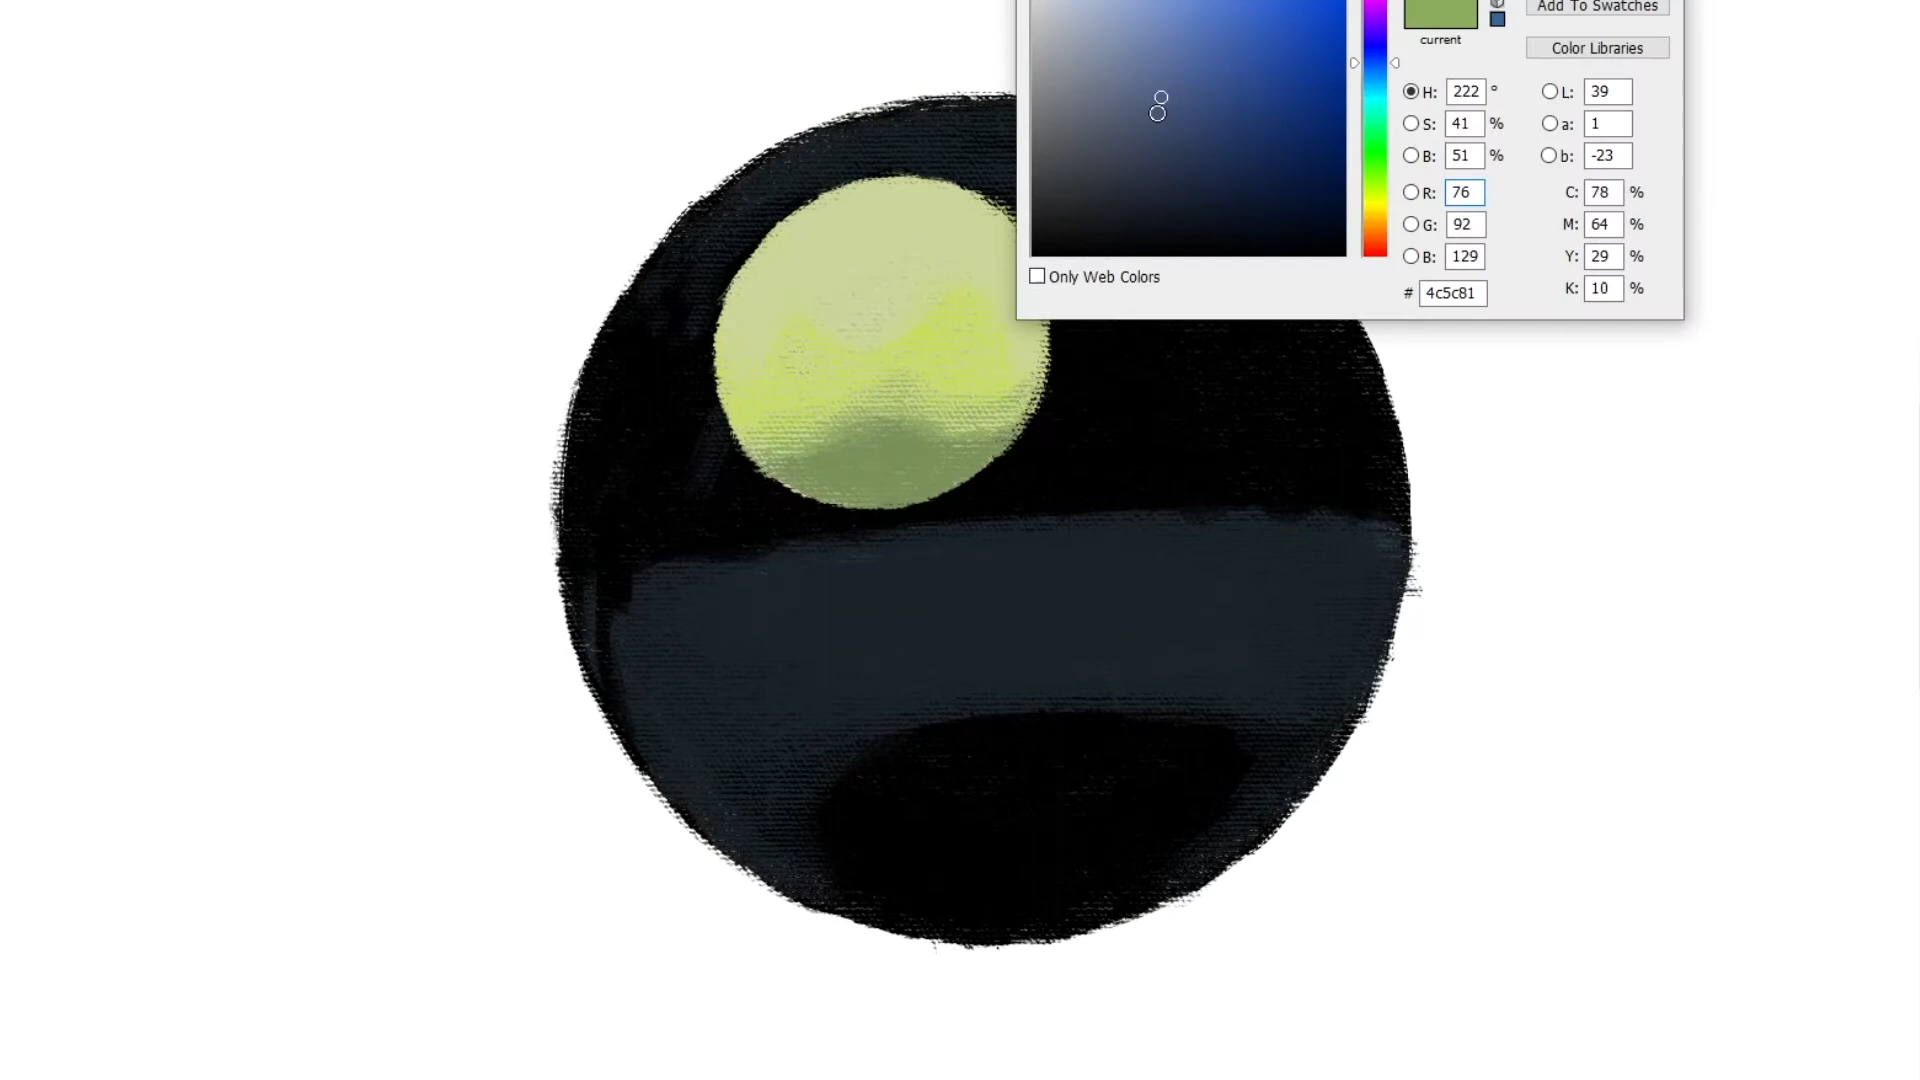 Add To Swatches
current
Color Libraries
H: 222 °
L: 39
S: 41 %
a: 1
B: 51 %
b: -23
R: 76
C: 78 %
G: 92
M: 64 %
B: 129
Y: 29 %
Only Web Colors
# 4c5c81
K: 10 %